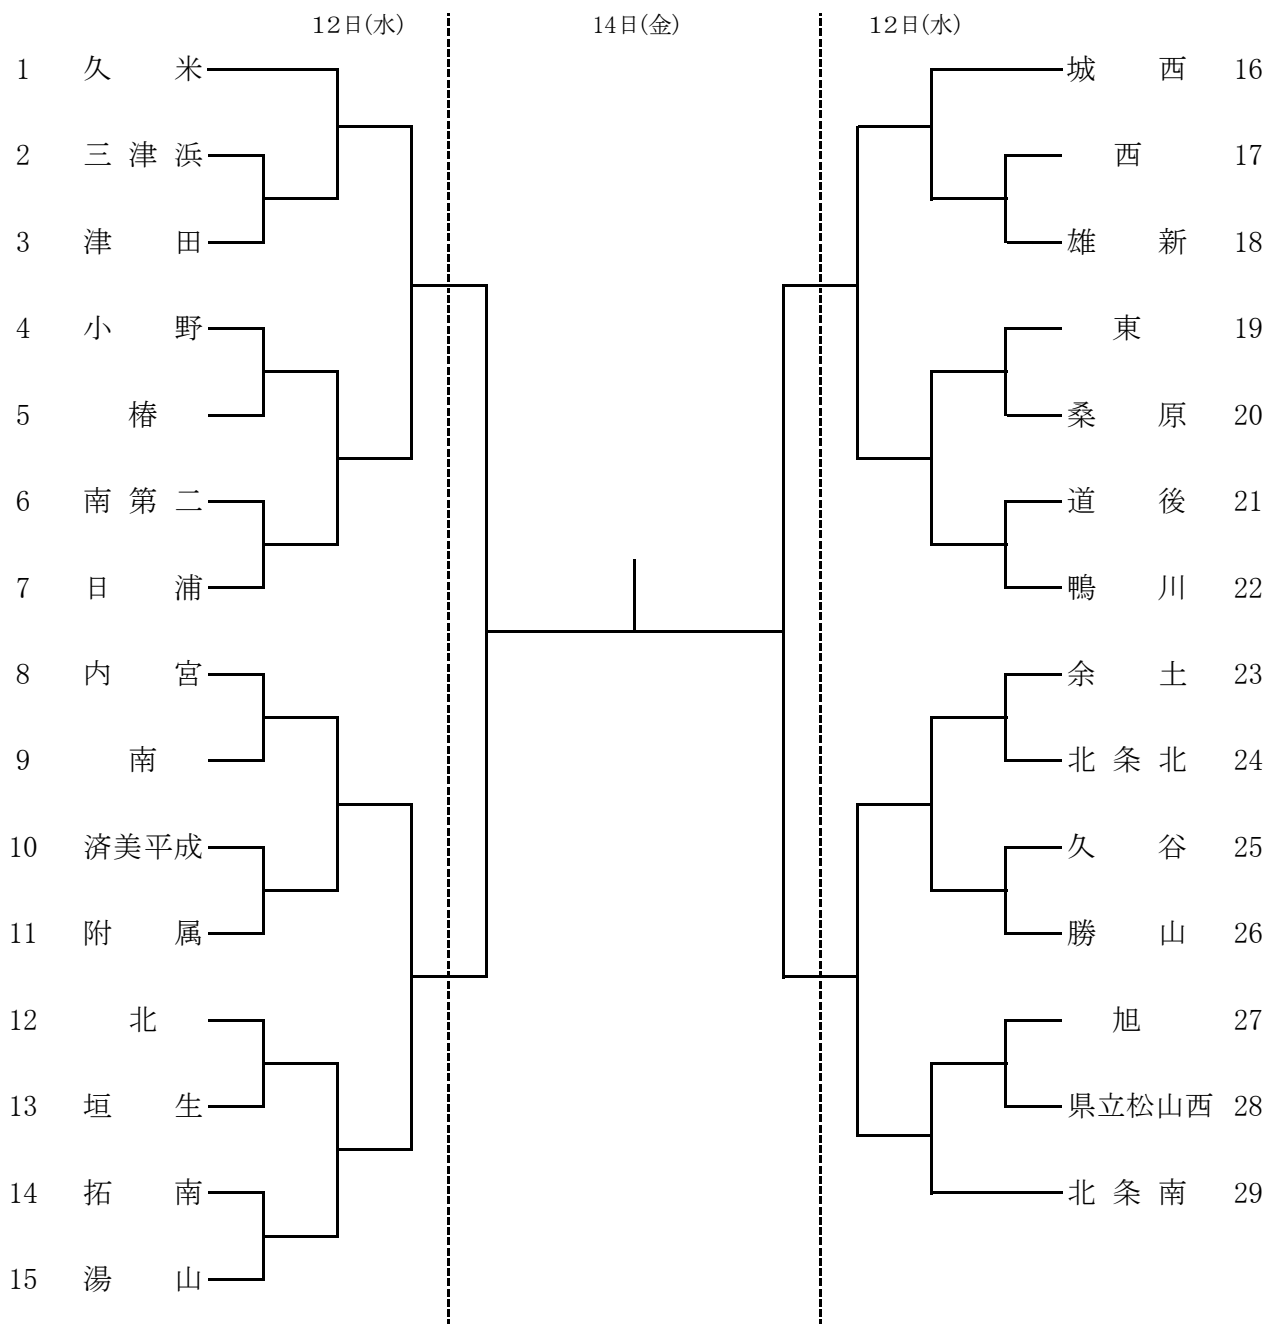 12日(水) 14日(金) 12日(水)
1 久米 城西 16
2 三津浜 西 17
3 津田 雄新 18
4 小野 東 19
5 椿 桑原 20
6 南第二 道後 21
7 日浦 鴨川 22
8 内宮 余土 23
9 南 北条北 24
10 済美平成 久谷 25
11 附属 勝山 26
12 北 旭 27
13 垣生 県立松山西 28
14 拓南 北条南 29
15 湯山